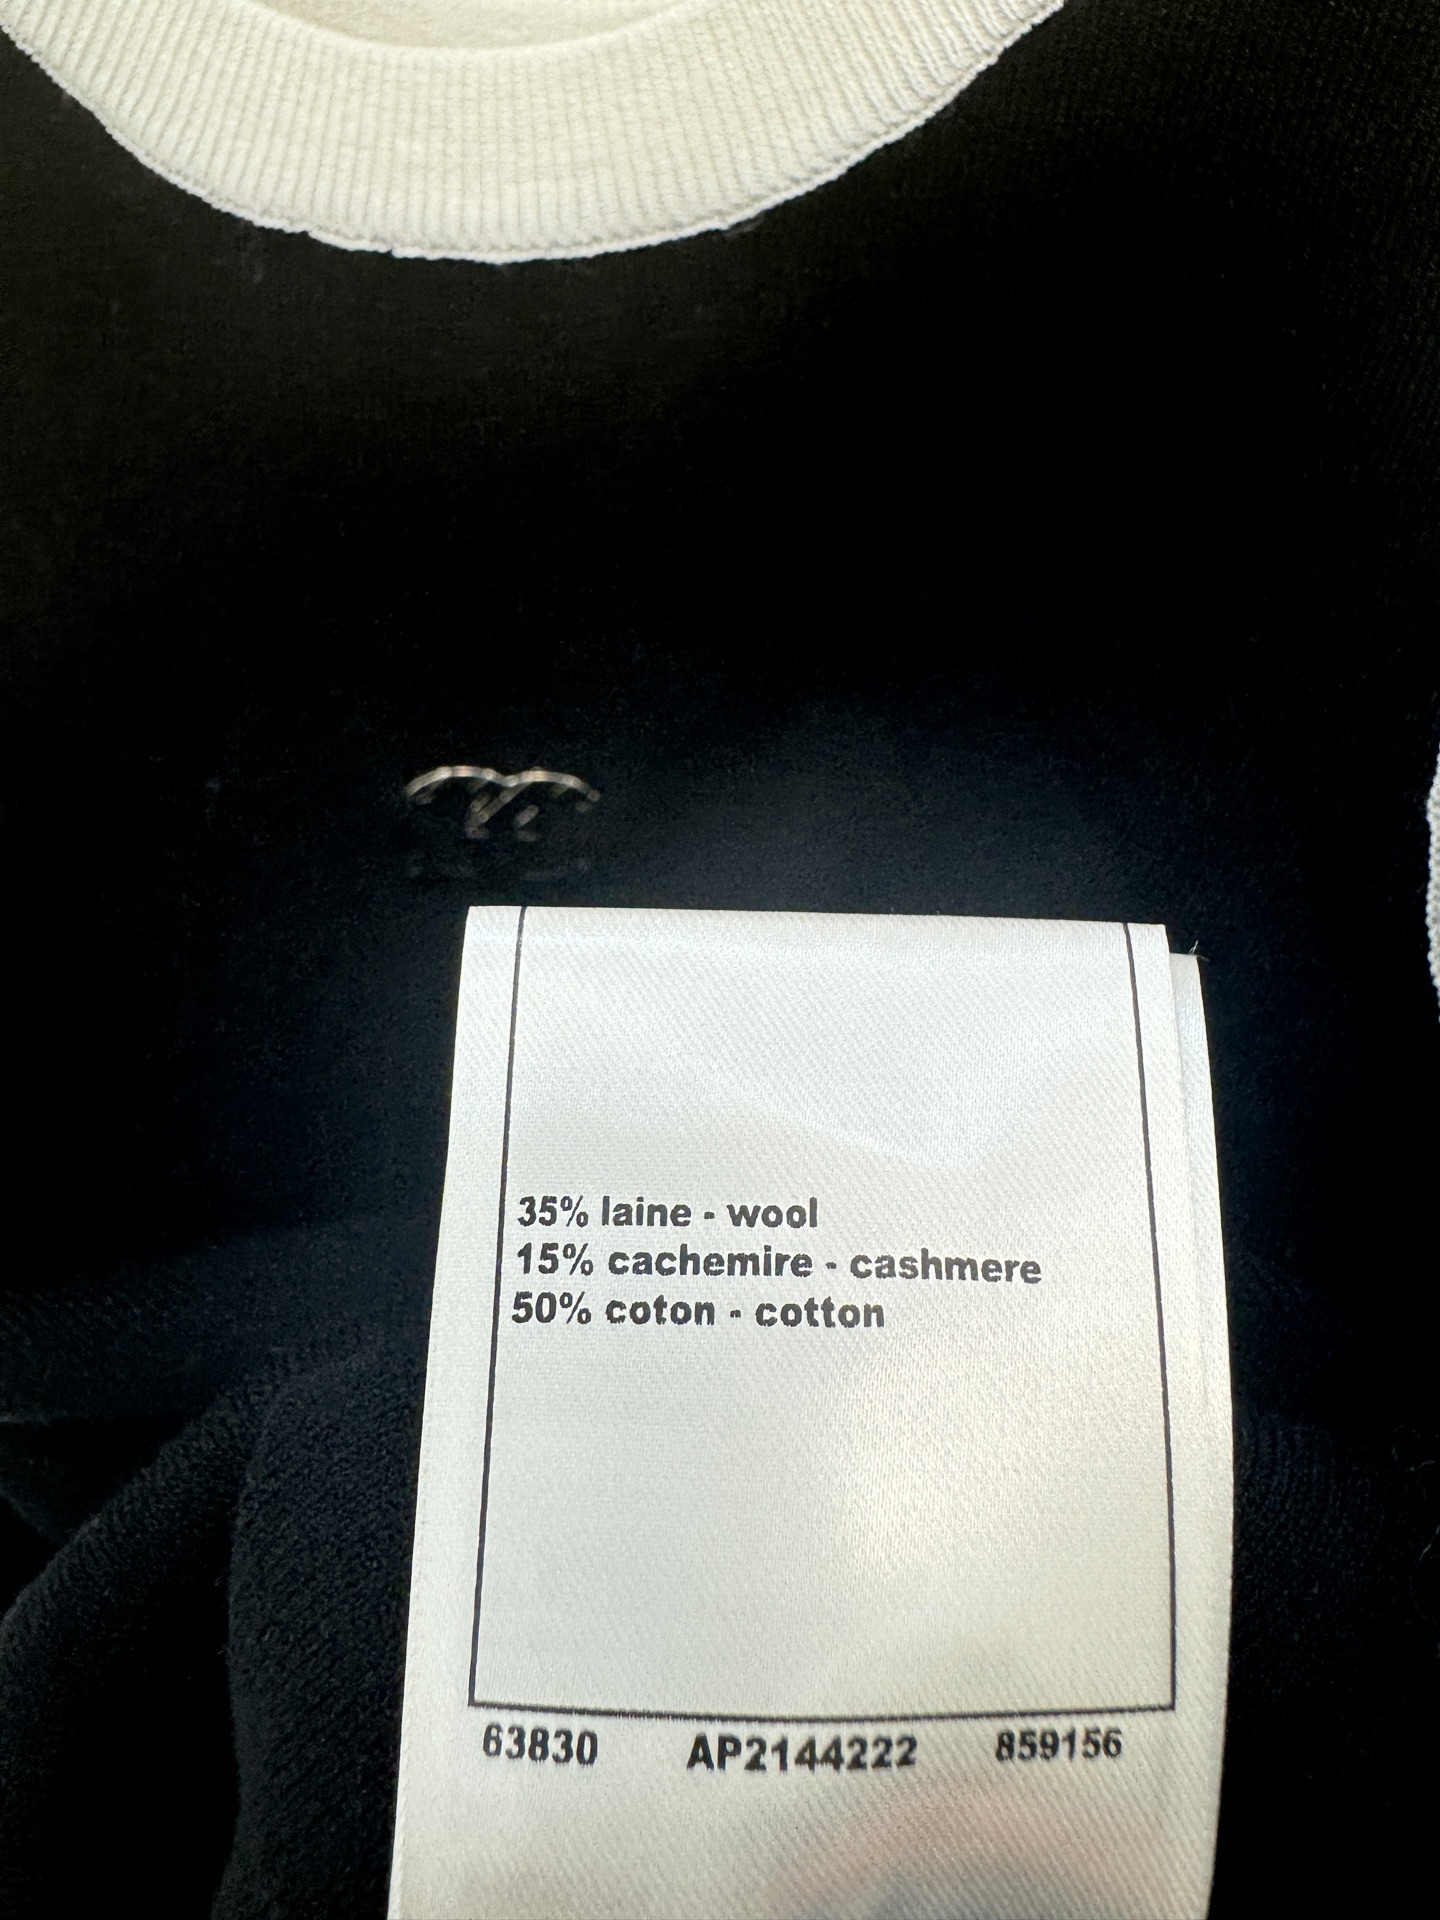 35% laine - wool
15% cachemire - cashmere
50% coton - cotton
63830 AP2144222 859156